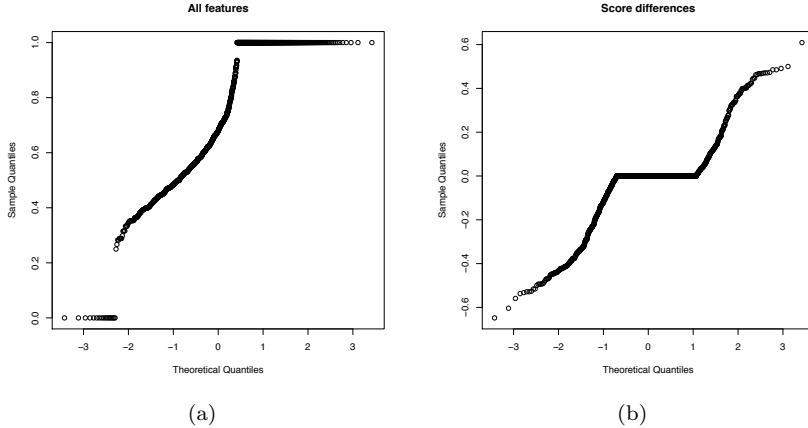 All features
Sample Quantiles
0.0 0.2 0.4 0.6 0.8 1.0
−3 −2 −1 0 1 2 3
Theoretical Quantiles
(a)
Score differences
Sample Quantiles
−0.6 −0.4 −0.2 0.0 0.2 0.4 0.6
−3 −2 −1 0 1 2 3
Theoretical Quantiles
(b)